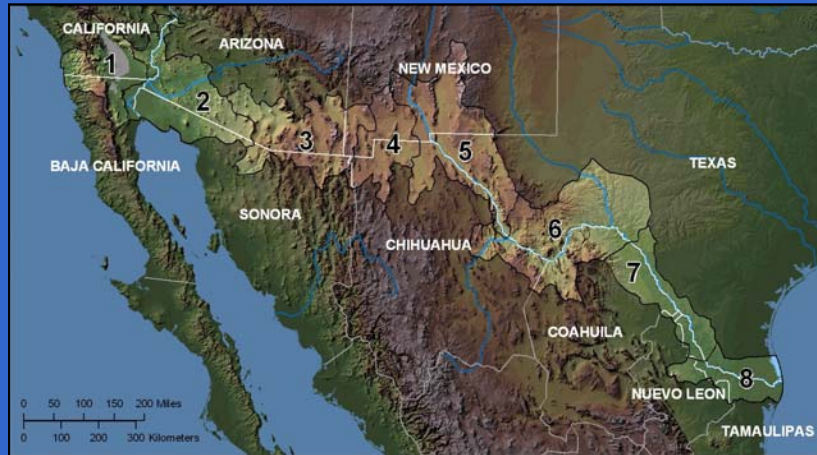 CALIFORNIA
ARIZONA
NEW MEXICO
1
2
3
4
5
TEXAS
BAJA CALIFORNIA
SONORA
CHIHUAHUA
6
7
COAHUILA
8
NUEVO LEON
TAMAULIPAS
0 50 100 200 Miles
0 100 200 300 Kilometers